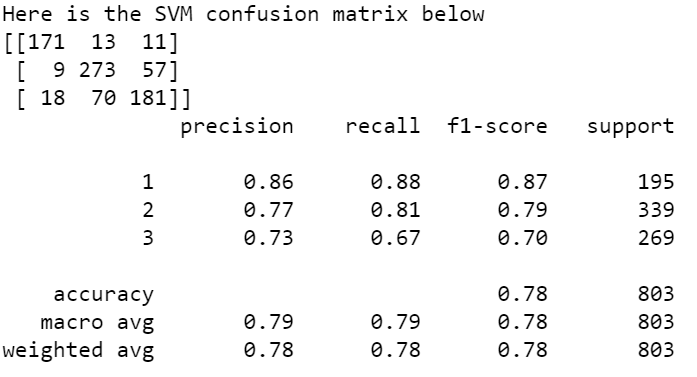 Here is the SVM confusion matrix below
[[171  13  11]
 [  9 273  57]
 [ 18  70 181]]
              precision    recall  f1-score   support

           1       0.86      0.88      0.87       195
           2       0.77      0.81      0.79       339
           3       0.73      0.67      0.70       269

    accuracy                           0.78       803
   macro avg       0.79      0.79      0.78       803
weighted avg       0.78      0.78      0.78       803